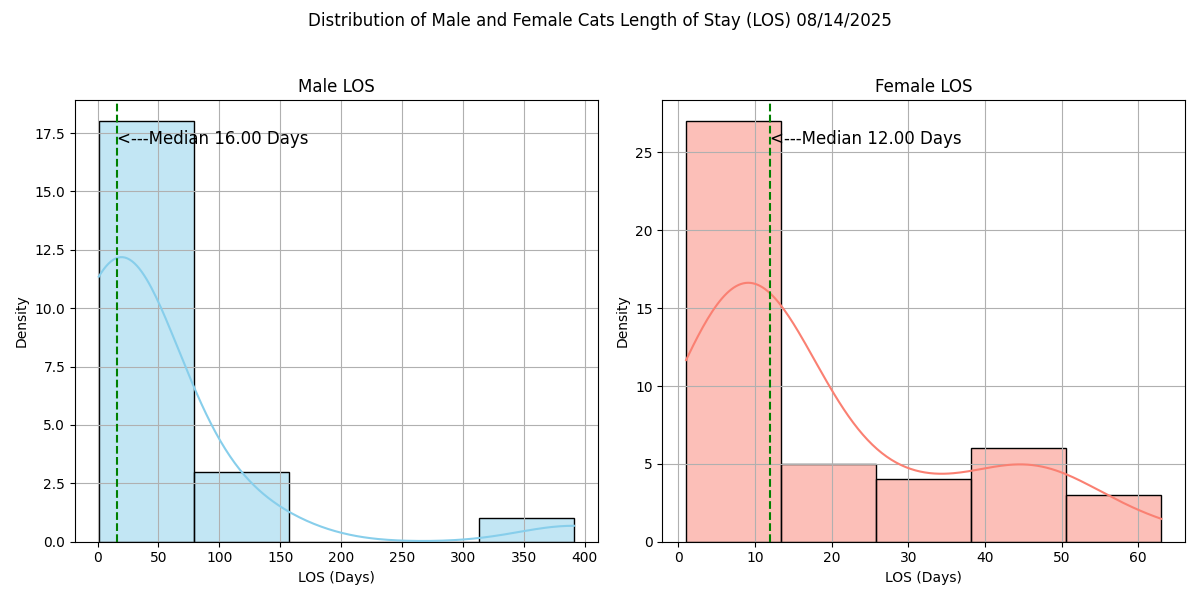 Distribution of Male and Female Cats Length of Stay (LOS) 08/14/2025
Male LOS
Density
17.5
15.0
12.5
10.0
7.5
5.0
2.5
0.0
<---Median 16.00 Days
0 50 100 150 200 250 300 350 400
LOS (Days)
Female LOS
Density
25
20
15
10
5
0
<---Median 12.00 Days
0 10 20 30 40 50 60
LOS (Days)